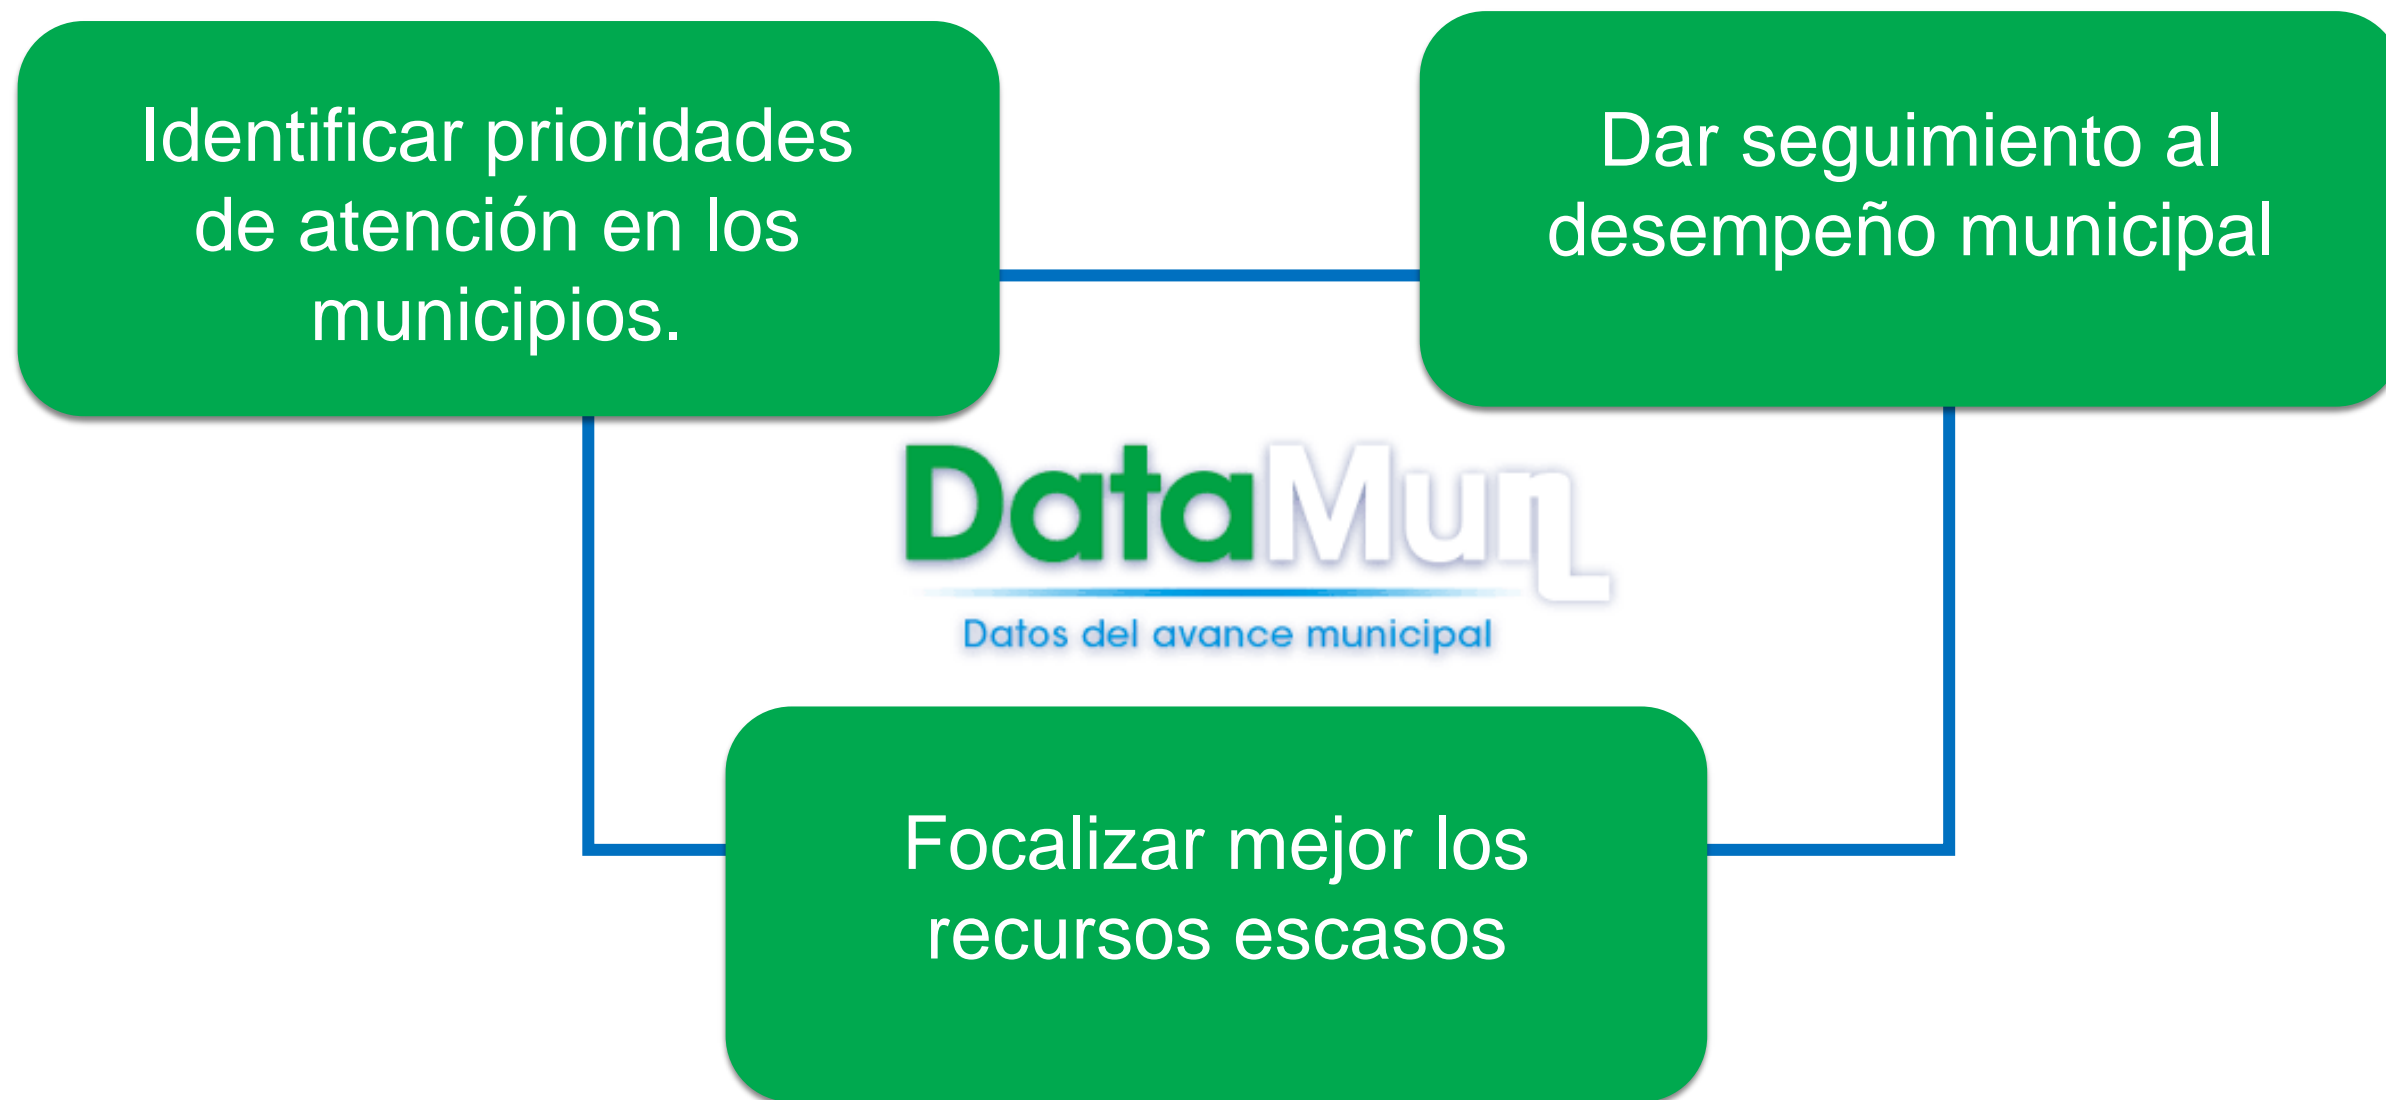 Identificar prioridades
de atención en los
municipios.
Dar seguimiento al
desempeño municipal
DataMun
Datos del avance municipal
Focalizar mejor los
recursos escasos